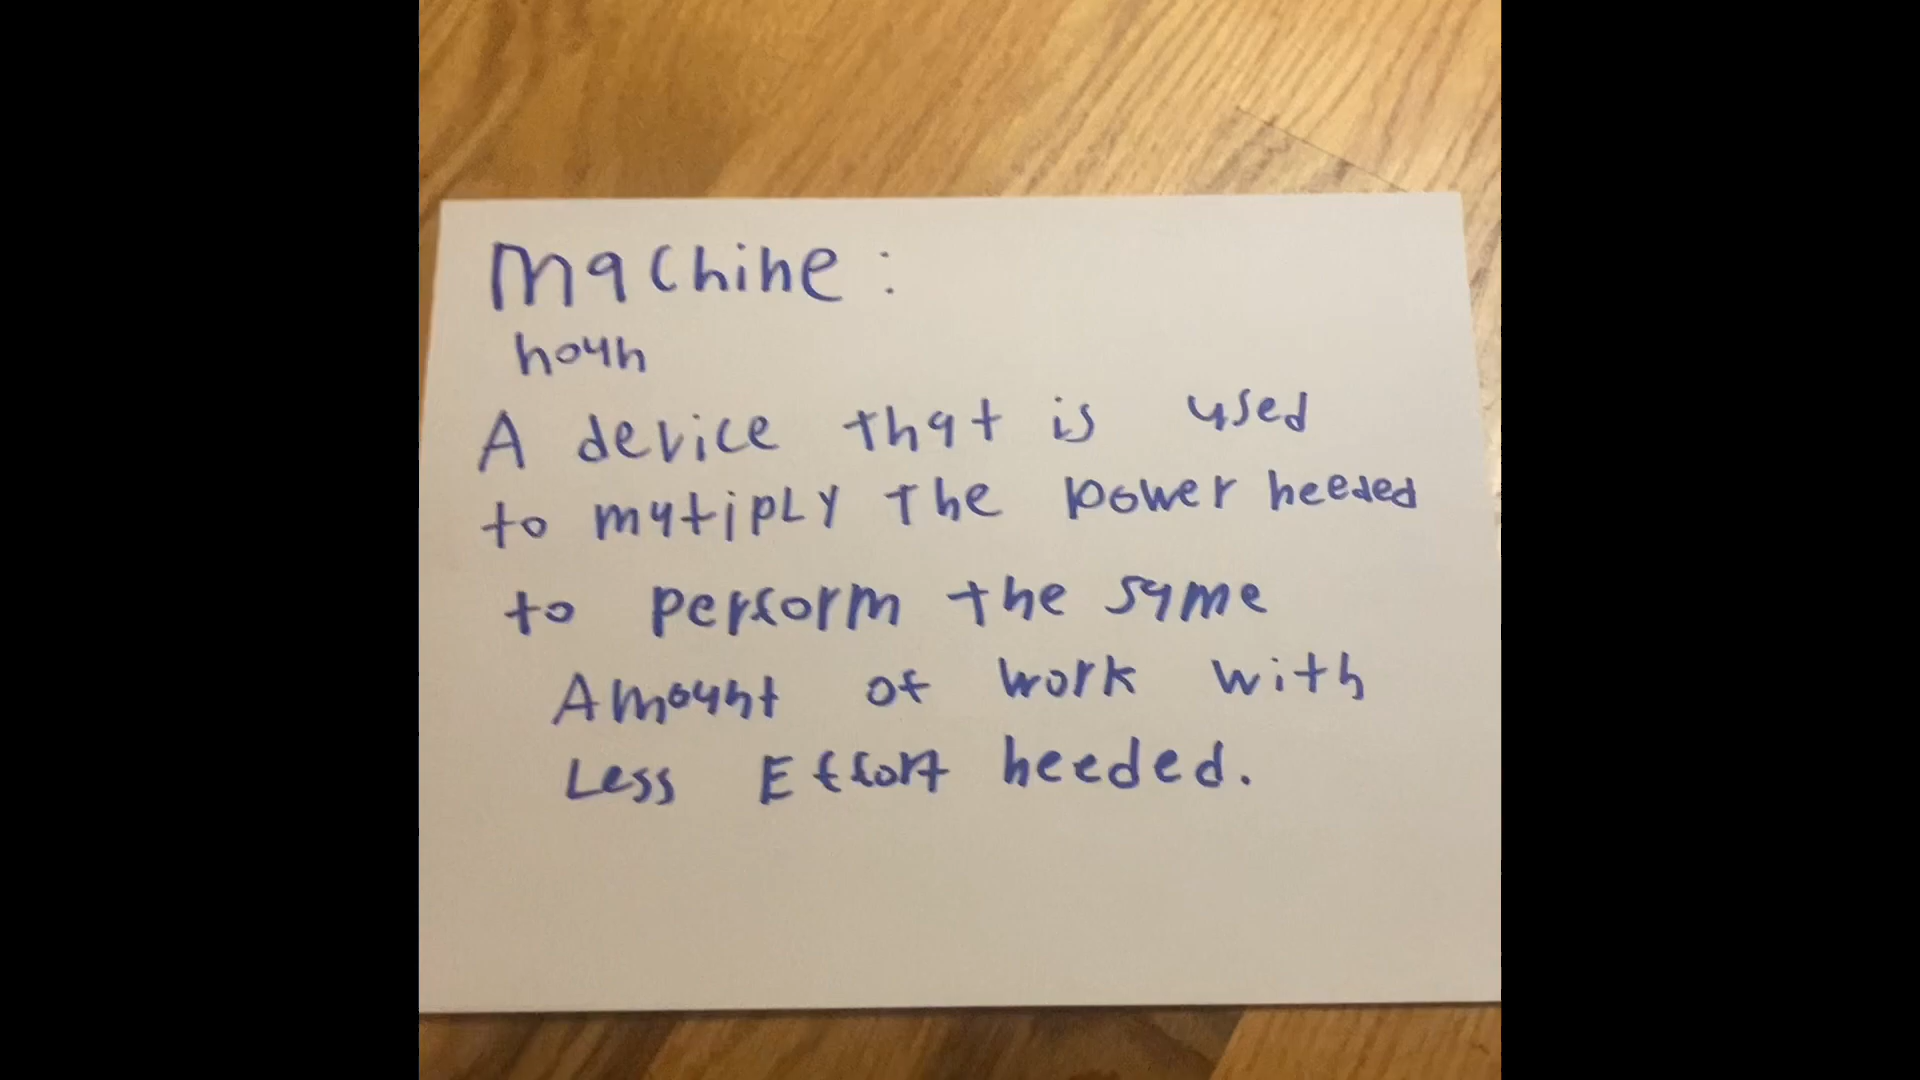 Machine:
noun
A device that is used
to mutiply the power needed
to perform the same
Amount of work with
Less Effort needed.